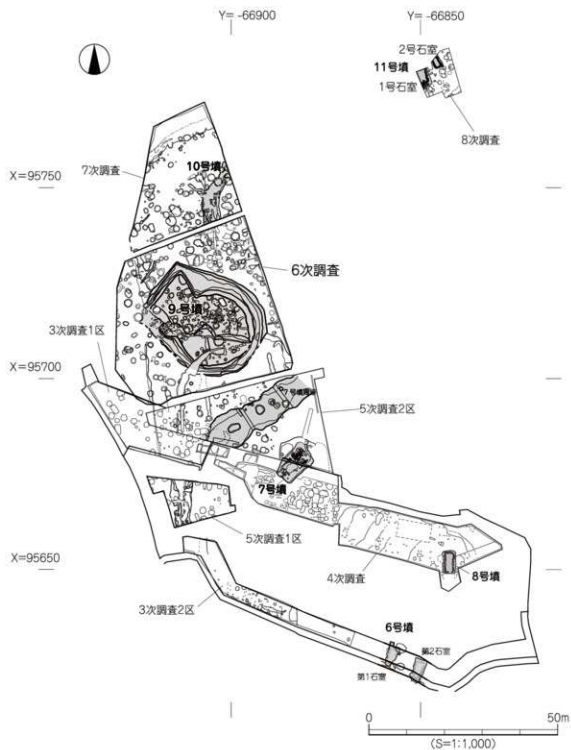 Y= -66900
Y= -66850
2号石室
11号墳
1号石室
8次調査
7次調査
10号墳
X=95750
6次調査
9号墳
3次調査1区
X=95700
5次調査2区
7号墳
5次調査1区
X=95650
4次調査
8号墳
3次調査2区
6号墳
第2石室
第1石室
0
50m
(S=1:1,000)